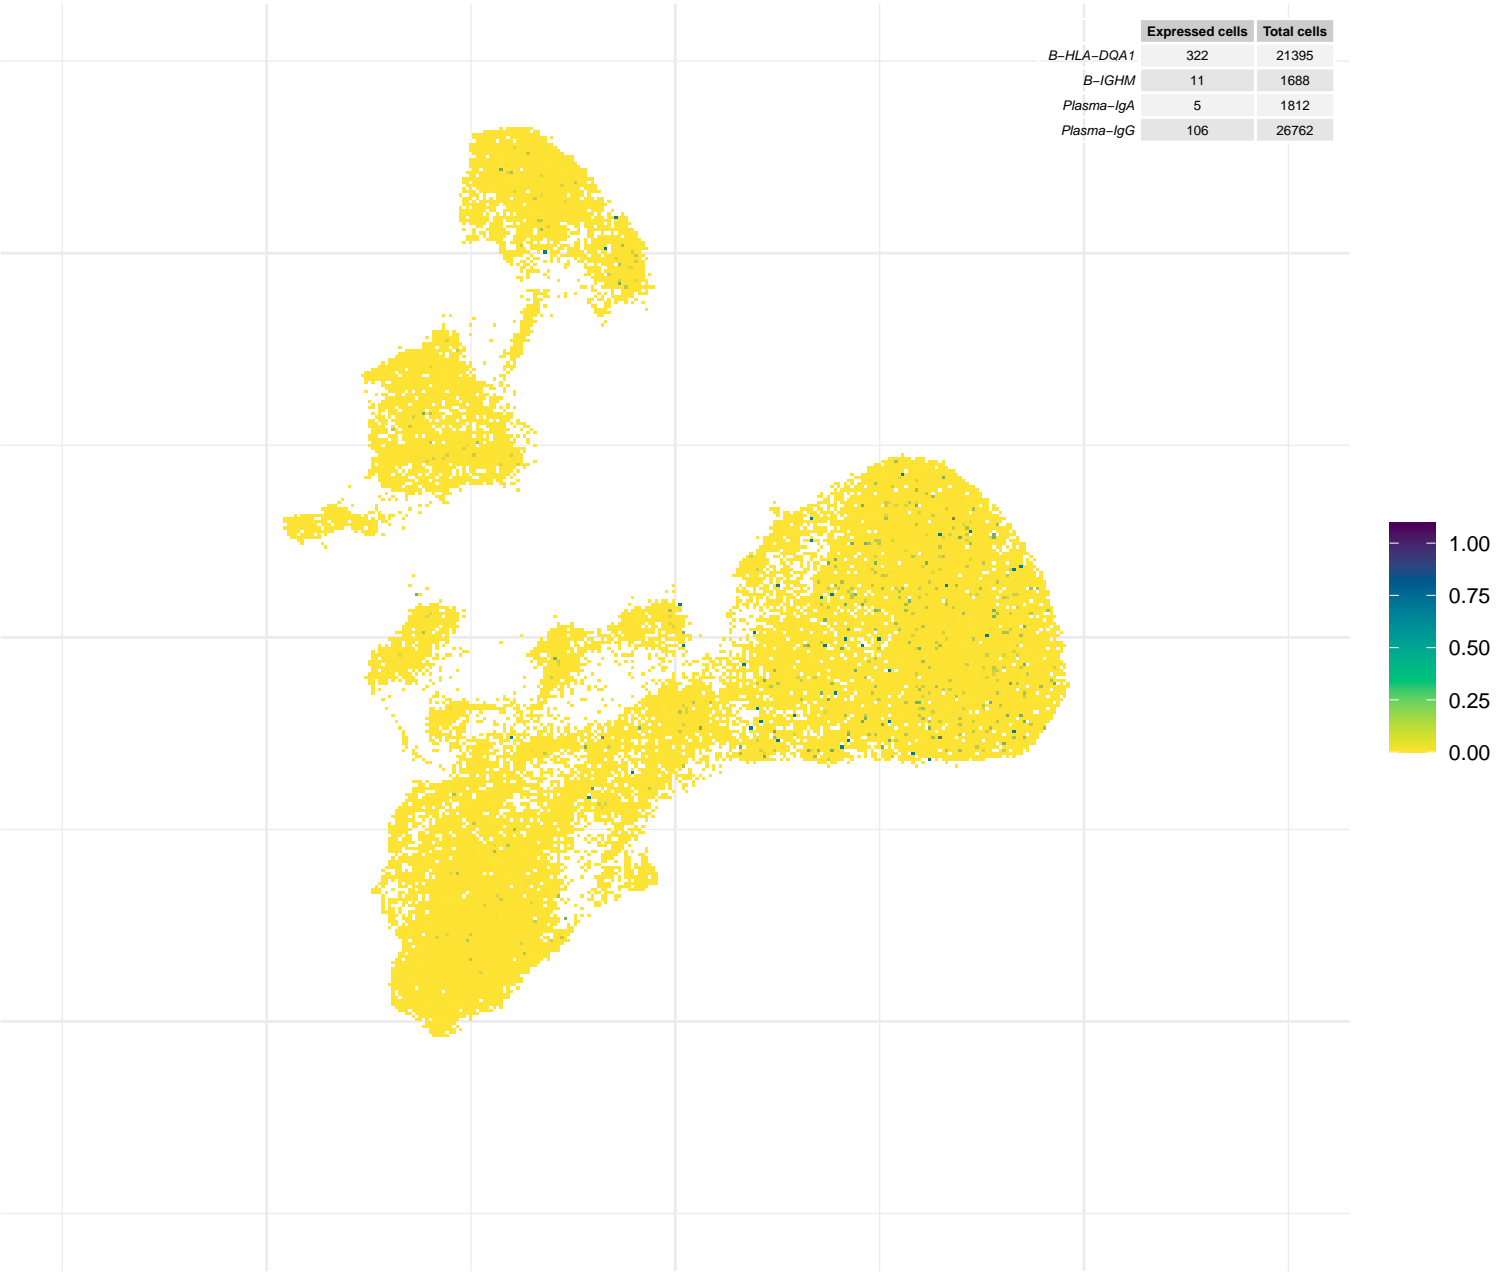 Expressed cells Total cells
B−HLA−DQA1 322 21395
B−IGHM 11 1688
Plasma−IgA 5 1812
Plasma−IgG 106 26762
1.00
0.75
0.50
0.25
0.00